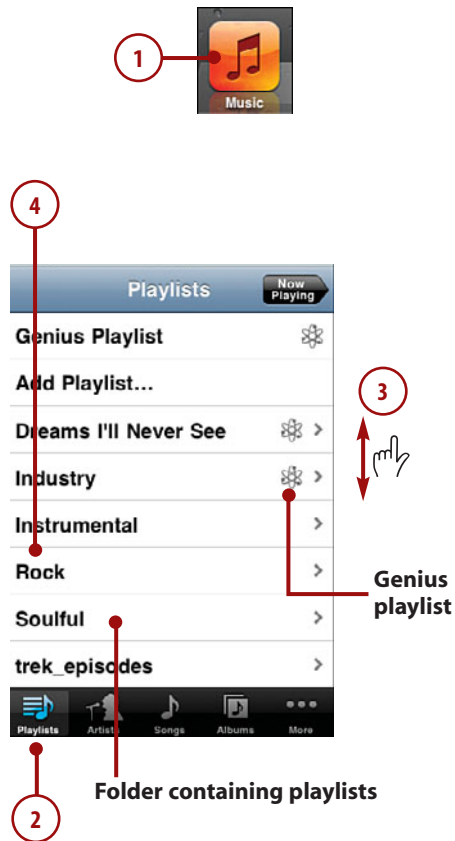 1
Music
4
Playlists
Now Playing
Genius Playlist
Add Playlist...
3
Dreams I'll Never See
Industry
Instrumental
Rock
Genius
playlist
Soulful
trek_episodes
Playlists Artists Songs Albums More
Folder containing playlists
2